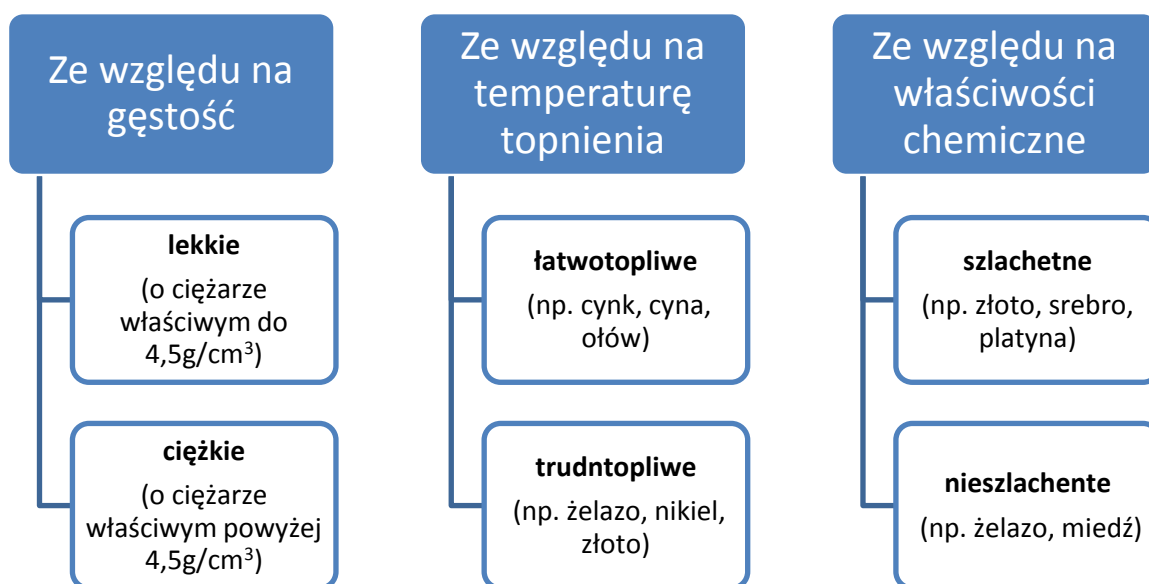 Ze względu na
gęstość
lekkie
(o ciężarze
właściwym do
4,5g/cm³)
ciężkie
(o ciężarze
właściwym powyżej
4,5g/cm³)
Ze względu na
temperaturę
topnienia
łatwotopliwe
(np. cynk, cyna,
ołów)
trudntopliwe
(np. żelazo, nikiel,
złoto)
Ze względu na
właściwości
chemiczne
szlachetne
(np. złoto, srebro,
platyna)
nieszlachente
(np. żelazo, miedź)